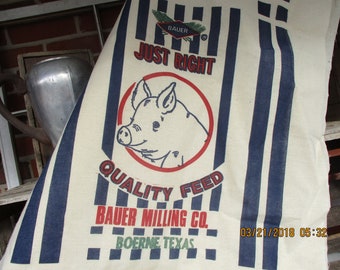 BAUER
®
JUST RIGHT
QUALITY FEED
BAUER MILLING CO.
BOERNE, TEXAS.
03/21/2018 05:32